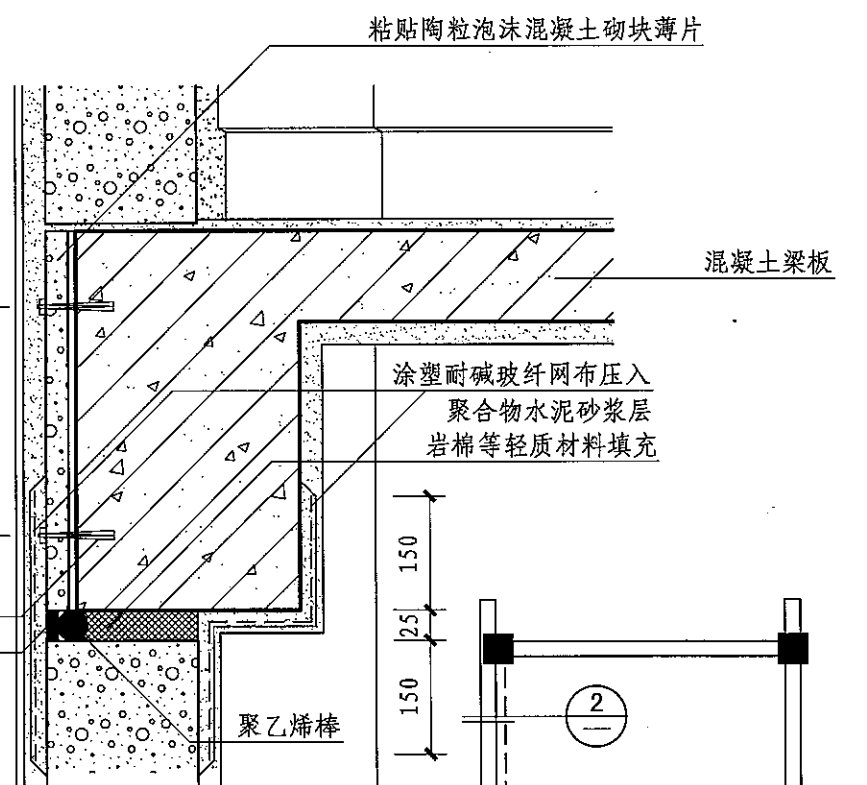 粘贴陶粒泡沫混凝土砌块薄片
混凝土梁板
涂塑耐碱玻纤网布压入
聚合物水泥砂浆层
岩棉等轻质材料填充
150
25
150
聚乙烯棒
2